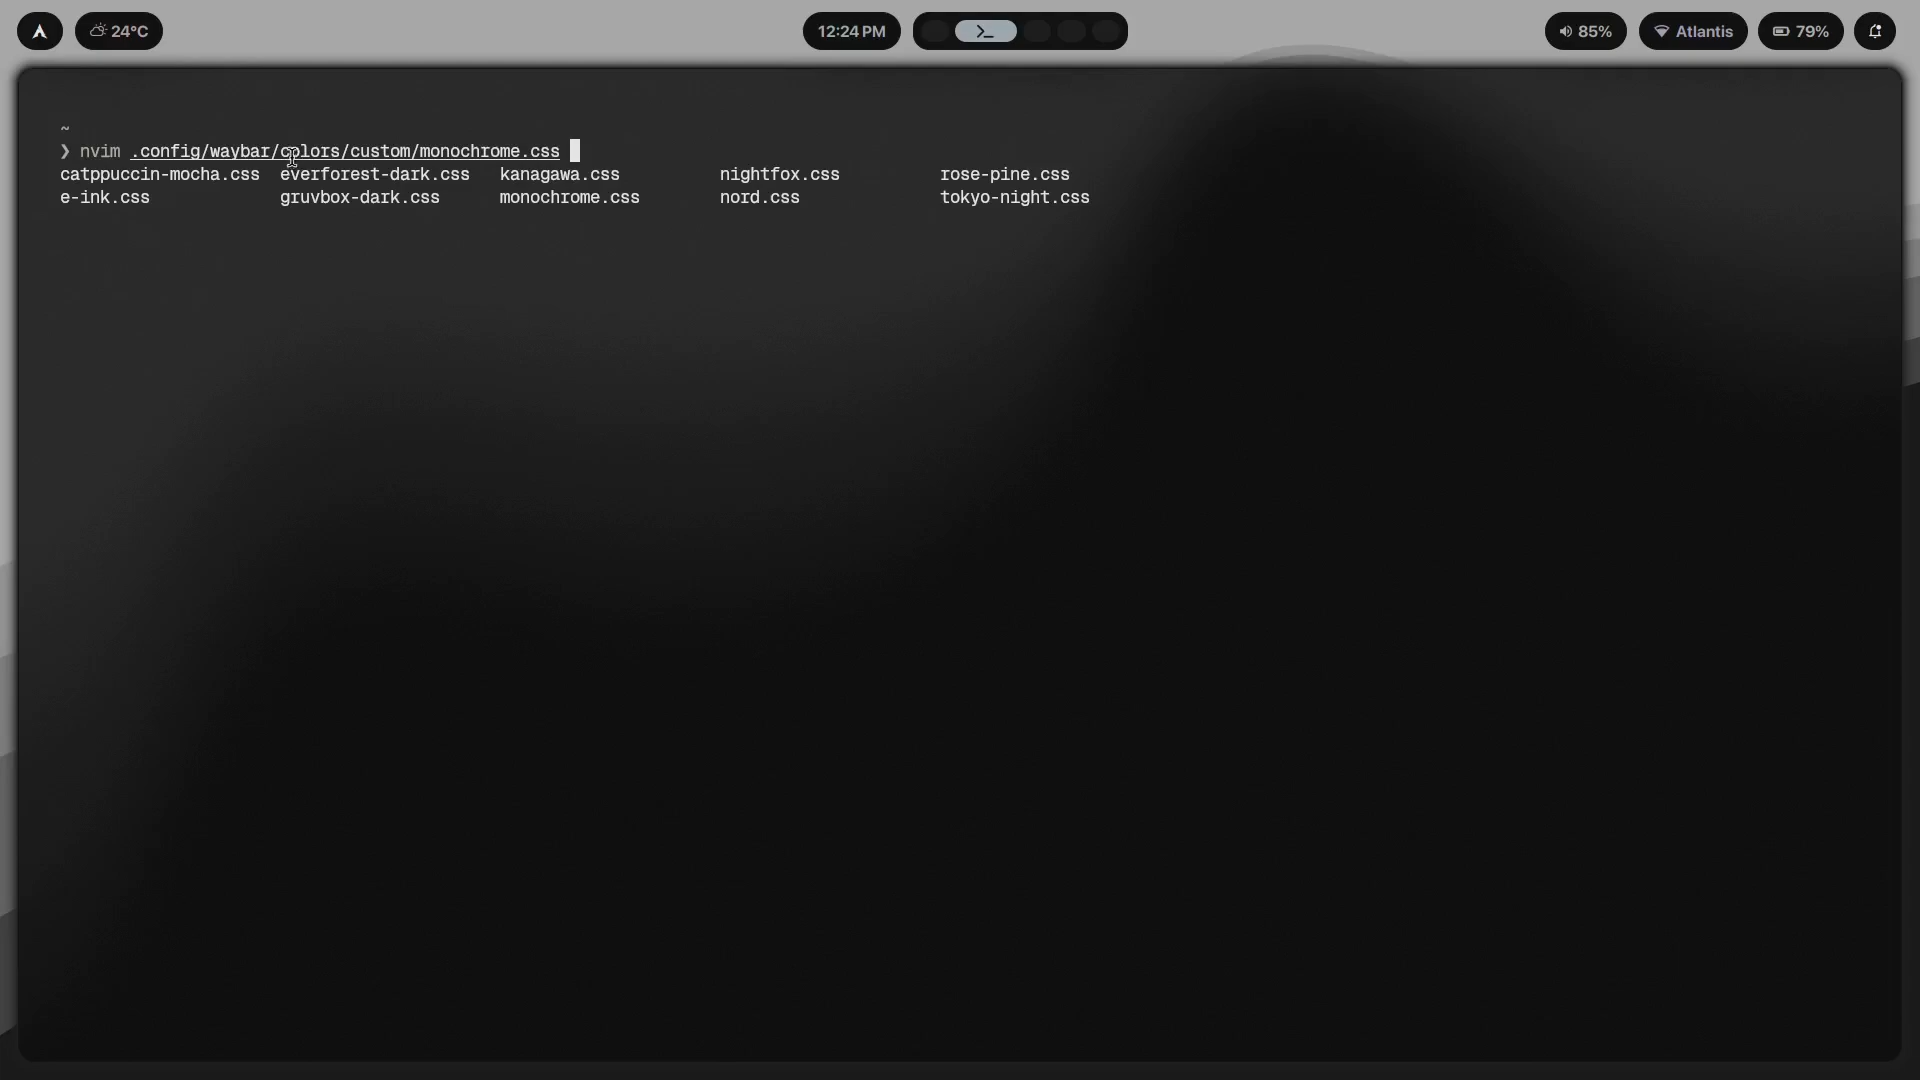 24°C
12:24 PM
85%
Atlantis
79%
~
❯ nvim .config/waybar/colors/custom/monochrome.css
catppuccin-mocha.css everforest-dark.css kanagawa.css nightfox.css rose-pine.css
e-ink.css gruvbox-dark.css monochrome.css nord.css tokyo-night.css